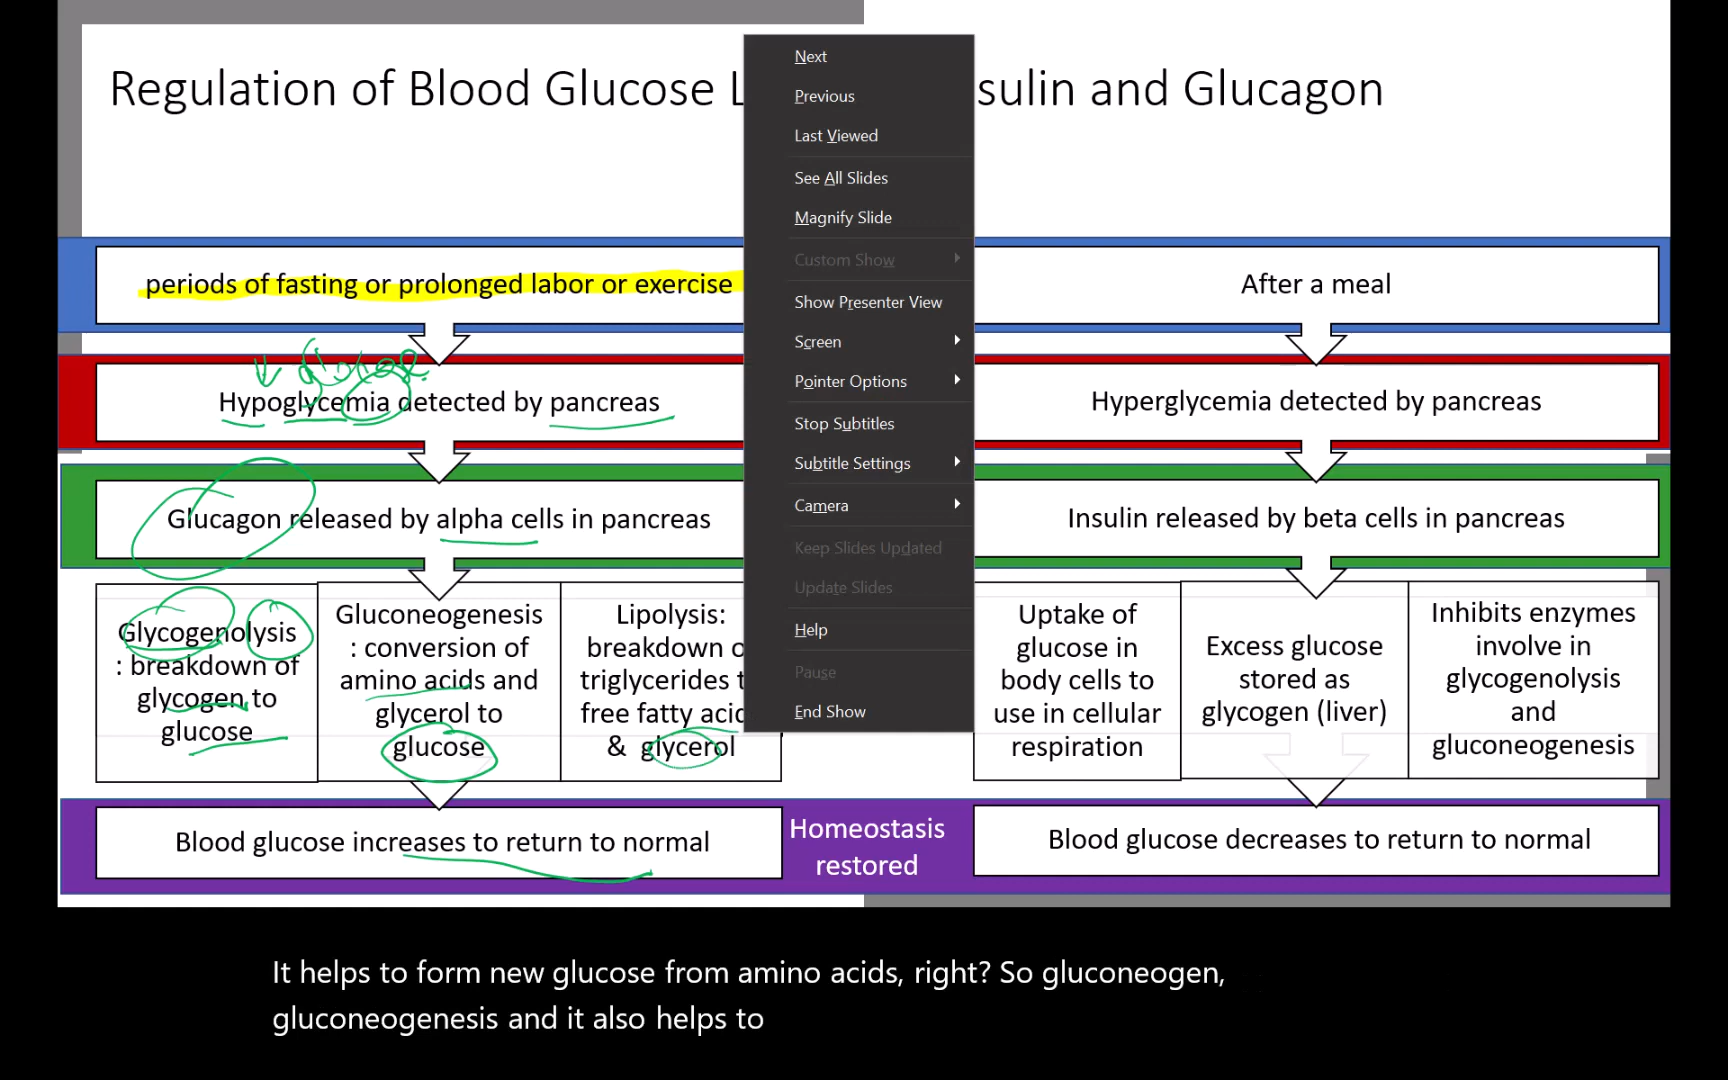 Regulation of Blood Glucose L
sulin and Glucagon
Next
Previous
Last Viewed
See All Slides
Magnify Slide
Custom Show
Show Presenter View
Screen
Pointer Options
Stop Subtitles
Subtitle Settings
Camera
Keep Slides Updated
Update Slides
Help
Pause
End Show
periods of fasting or prolonged labor or exercise
Hypoglycemia detected by pancreas
Glucagon released by alpha cells in pancreas
Glycogenolysis
: breakdown of
glycogen to
glucose
Gluconeogenesis
: conversion of
amino acids and
glycerol to
glucose
Lipolysis:
breakdown o
triglycerides t
free fatty acid
& glycerol
Blood glucose increases to return to normal
Homeostasis
restored
After a meal
Hyperglycemia detected by pancreas
Insulin released by beta cells in pancreas
Uptake of
glucose in
body cells to
use in cellular
respiration
Excess glucose
stored as
glycogen (liver)
Inhibits enzymes
involve in
glycogenolysis
and
gluconeogenesis
Blood glucose decreases to return to normal
It helps to form new glucose from amino acids, right? So gluconeogen,
gluconeogenesis and it also helps to